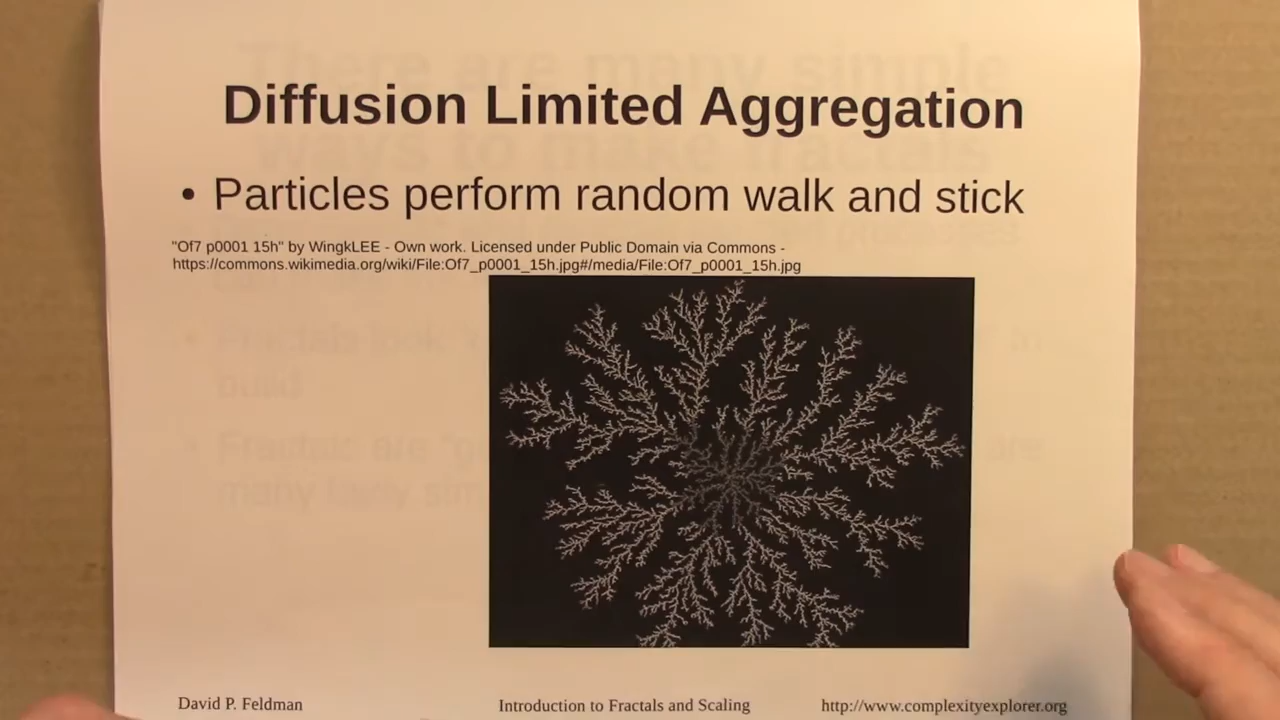 Diffusion Limited Aggregation
• Particles perform random walk and stick
"Of7 p0001 15h" by WingkLEE - Own work. Licensed under Public Domain via Commons -
https://commons.wikimedia.org/wiki/File:Of7_p0001_15h.jpg#/media/File:Of7_p0001_15h.jpg
David P. Feldman
Introduction to Fractals and Scaling
http://www.complexityexplorer.org